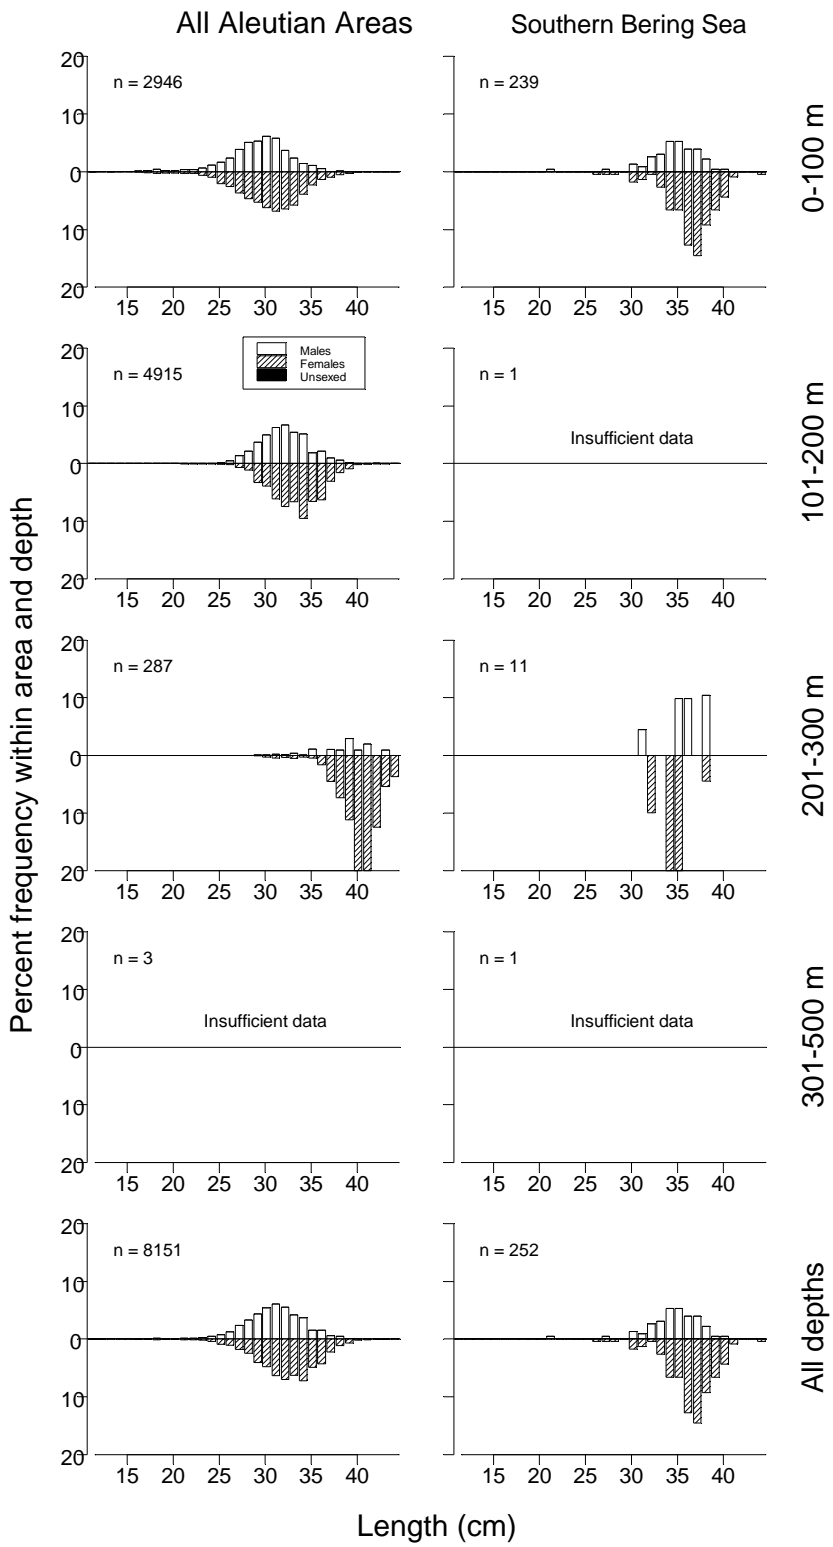 All Aleutian Areas
Southern Bering Sea
20
n = 2946
n = 239
10
0
10
20
15 20 25 30 35 40
15 20 25 30 35 40
0-100 m
20
n = 4915
Males
Females
Unsexed
n = 1
10
Insufficient data
0
10
20
15 20 25 30 35 40
15 20 25 30 35 40
101-200 m
20
n = 287
n = 11
10
0
10
20
15 20 25 30 35 40
15 20 25 30 35 40
201-300 m
20
n = 3
n = 1
10
Insufficient data
Insufficient data
0
10
20
15 20 25 30 35 40
15 20 25 30 35 40
301-500 m
20
n = 8151
n = 252
10
0
10
20
15 20 25 30 35 40
15 20 25 30 35 40
All depths
Percent frequency within area and depth
Length (cm)